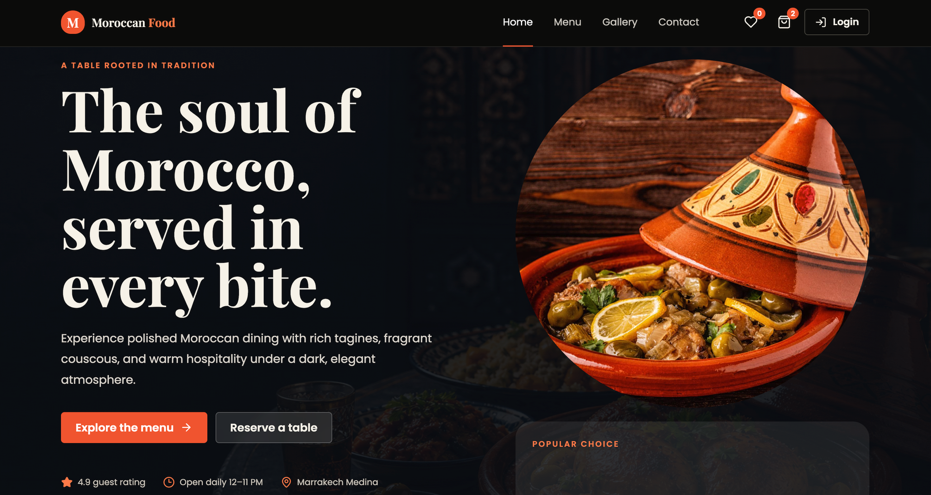 M Moroccan Food
Home Menu Gallery Contact 0 2 Login
A TABLE ROOTED IN TRADITION
The soul of
Morocco,
served in
every bite.
Experience polished Moroccan dining with rich tagines, fragrant
couscous, and warm hospitality under a dark, elegant
atmosphere.
Explore the menu Reserve a table
4.9 guest rating Open daily 12–11 PM Marrakech Medina
POPULAR CHOICE